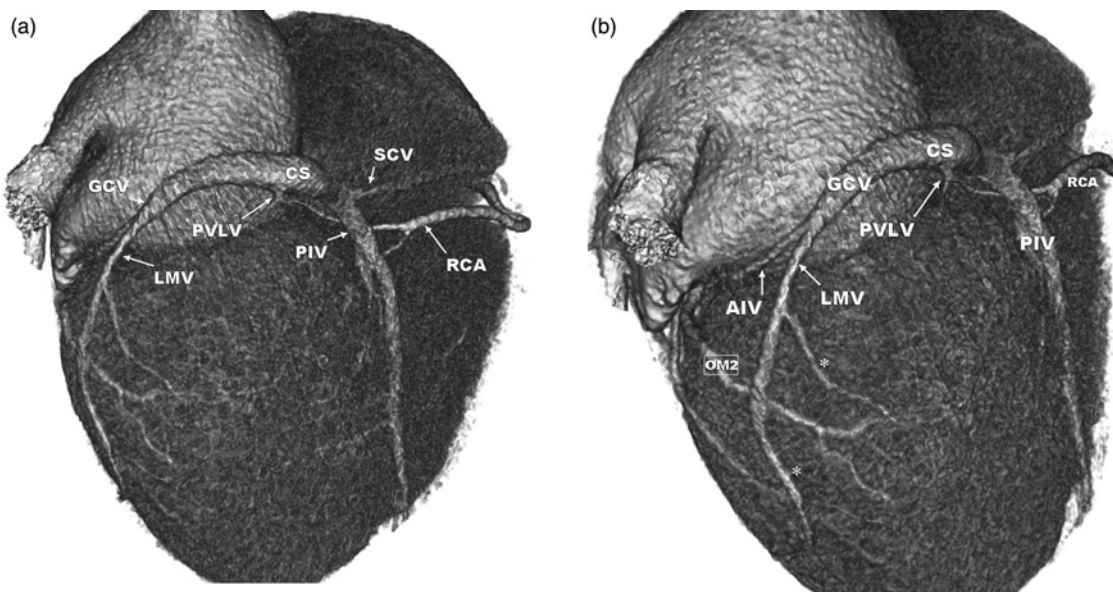 (a)
SCV
CS
GCV
PVLV
PIV
LMV
RCA
(b)
CS
GCV
RCA
PVLV
PIV
AIV
LMV
OM2
*
*